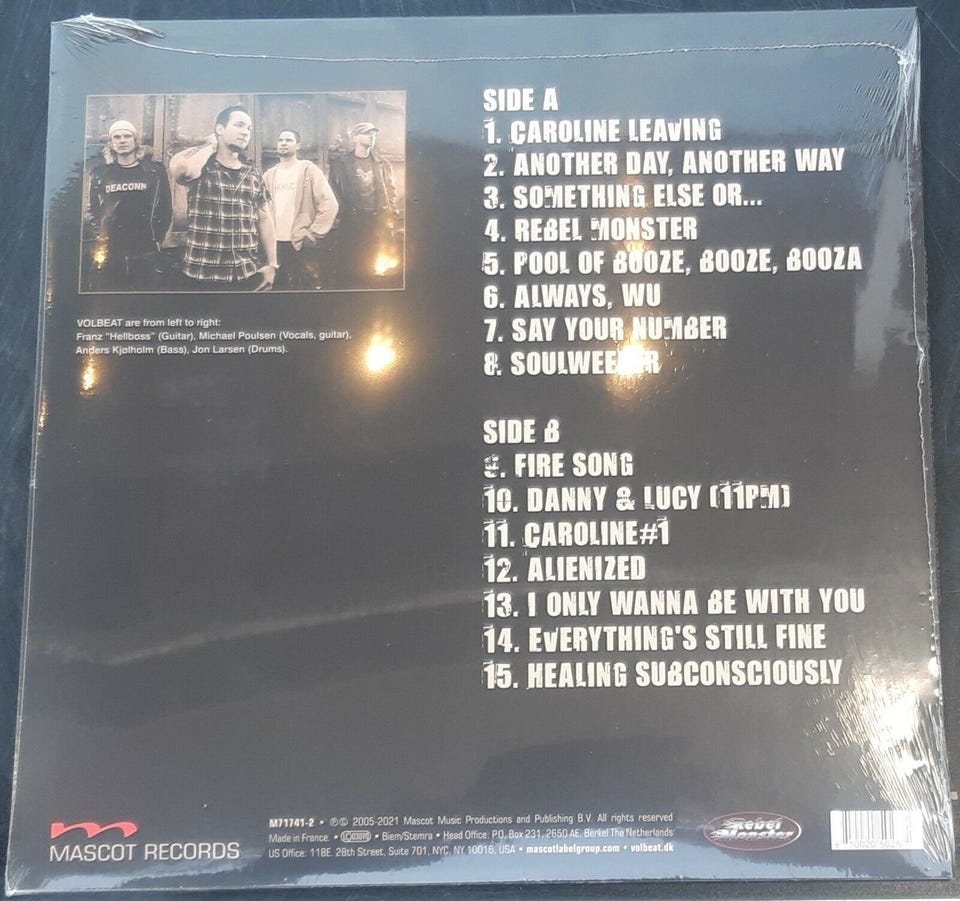 DEACONN
VOLBEAT are from left to right:
Franz "Hellboss" (Guitar), Michael Poulsen (Vocals, guitar),
Anders Kjølholm (Bass), Jon Larsen (Drums).
SIDE A
1. CAROLINE LEAVING
2. ANOTHER DAY, ANOTHER WAY
3. SOMETHING ELSE OR...
4. REBEL MONSTER
5. POOL OF BOOZE, BOOZE, BOOZA
6. ALWAYS, WU
7. SAY YOUR NUMBER
8. SOULWEEPER
SIDE B
9. FIRE SONG
10. DANNY & LUCY (11PM)
11. CAROLINE#1
12. ALIENIZED
13. I ONLY WANNA BE WITH YOU
14. EVERYTHING'S STILL FINE
15. HEALING SUBCONSCIOUSLY
MASCOT RECORDS
M71741-2 • ℗© 2005-2021 Mascot Music Productions and Publishing B.V. All rights reserved
Made in France. • • Biem/Stemra • Head Office: P.O. Box 231, 2650 AE, Berkel The Netherlands
US Office: 118E. 28th Street, Suite 701, NYC, NY 10016, USA • mascotlabelgroup.com • volbeat.dk
Rebel
Monster